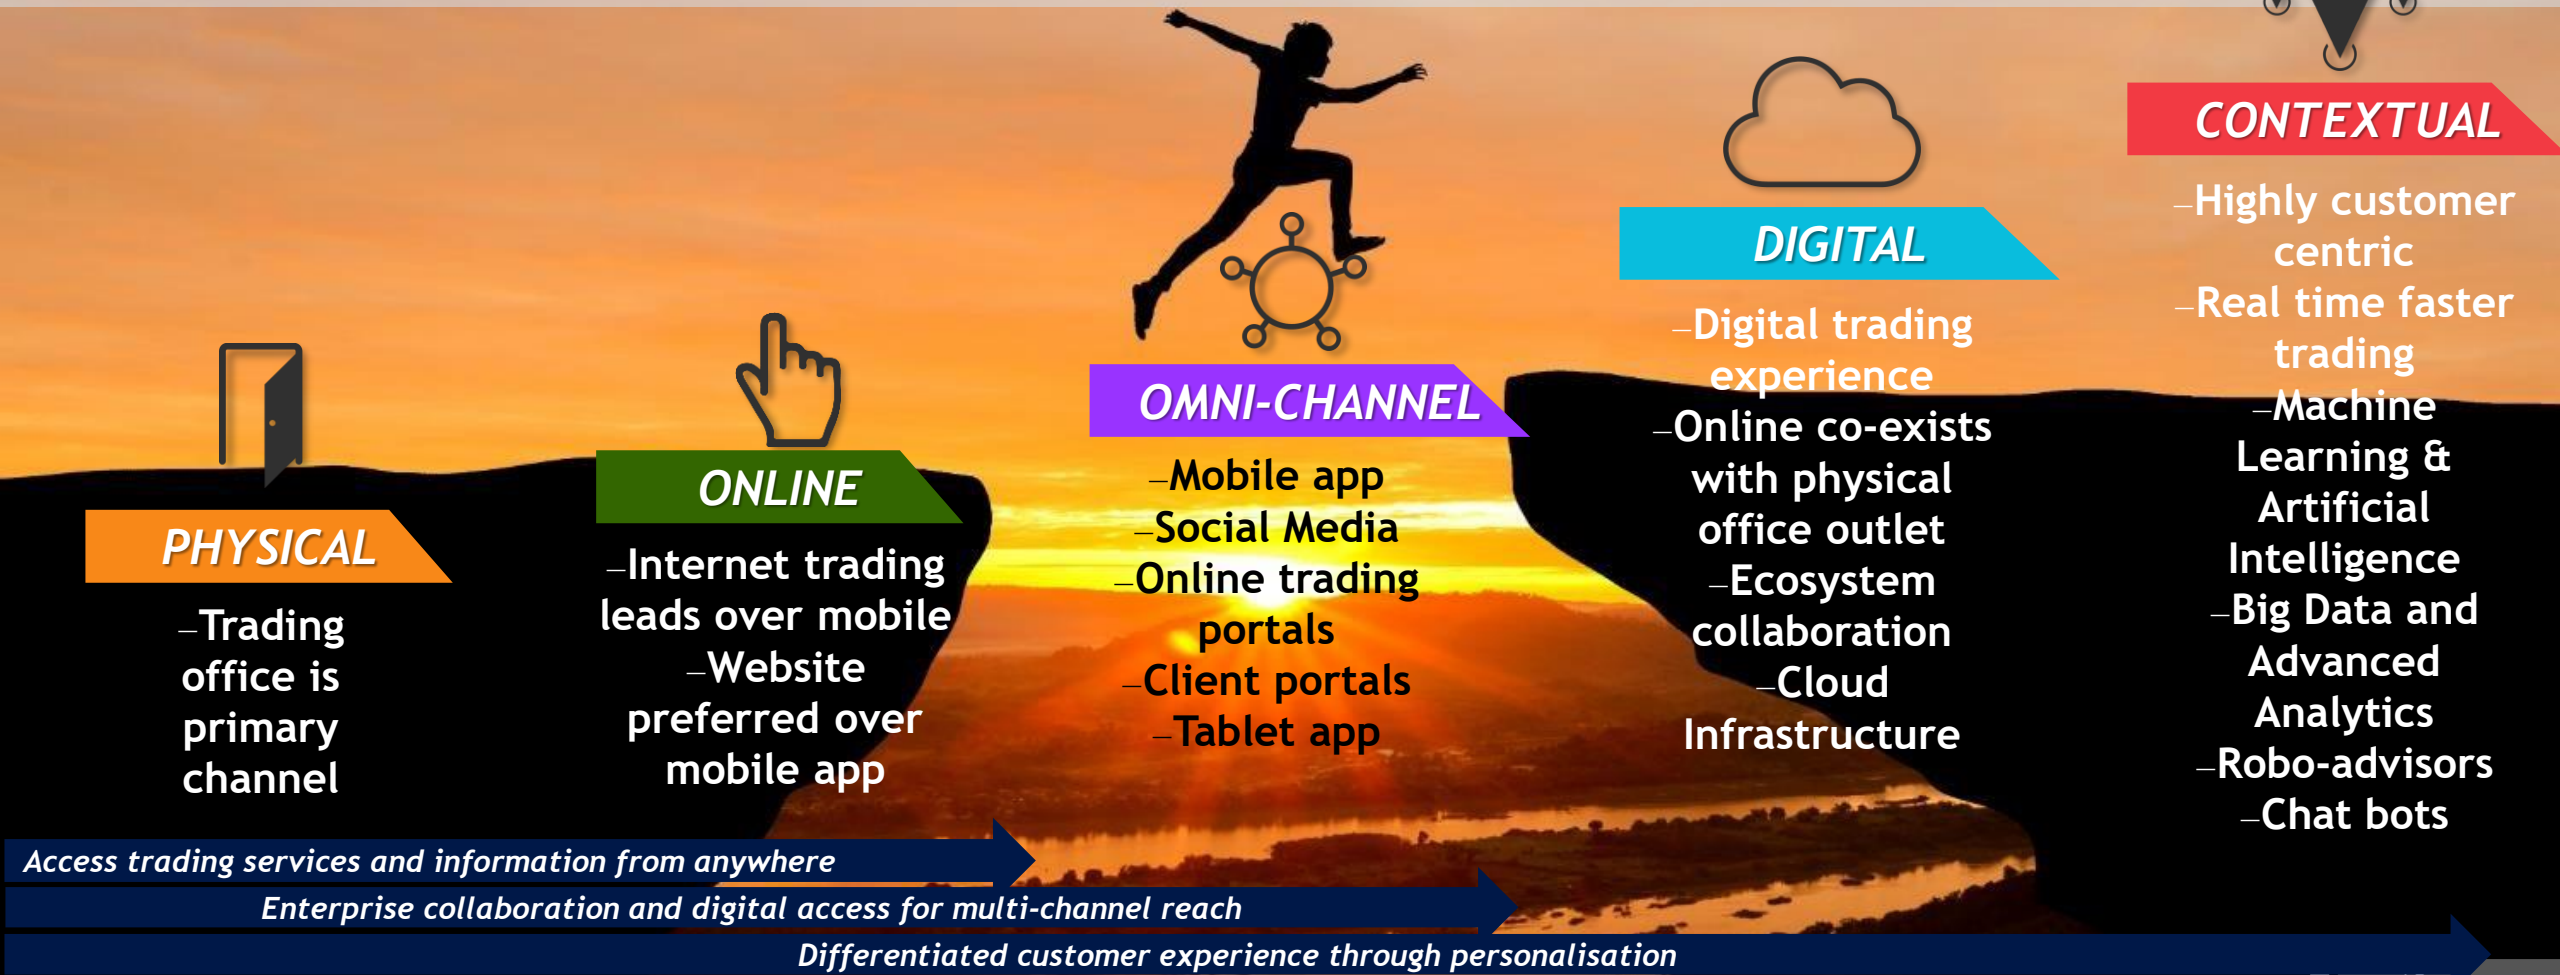 PHYSICAL
–Trading
office is
primary
channel
ONLINE
–Internet trading
leads over mobile
–Website
preferred over
mobile app
OMNI-CHANNEL
–Mobile app
–Social Media
–Online trading
portals
–Client portals
–Tablet app
DIGITAL
–Digital trading
experience
–Online co-exists
with physical
office outlet
–Ecosystem
collaboration
–Cloud
Infrastructure
CONTEXTUAL
–Highly customer
centric
–Real time faster
trading
–Machine
Learning &
Artificial
Intelligence
–Big Data and
Advanced
Analytics
–Robo-advisors
–Chat bots
Access trading services and information from anywhere
Enterprise collaboration and digital access for multi-channel reach
Differentiated customer experience through personalisation